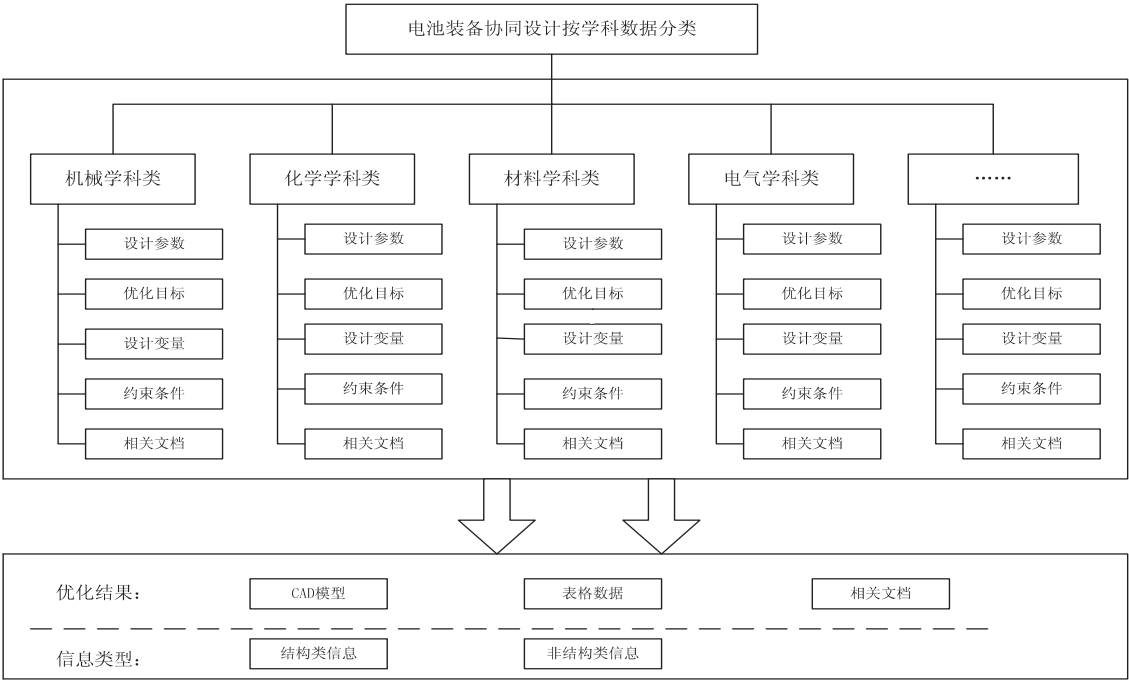 电池装备协同设计按学科数据分类
机械学科类
化学学科类
材料学科类
电气学科类
……
设计参数
优化目标
设计变量
约束条件
相关文档
设计参数
优化目标
设计变量
约束条件
相关文档
设计参数
优化目标
设计变量
约束条件
相关文档
设计参数
优化目标
设计变量
约束条件
相关文档
设计参数
优化目标
设计变量
约束条件
相关文档
优化结果：
CAD模型
表格数据
相关文档
信息类型：
结构类信息
非结构类信息